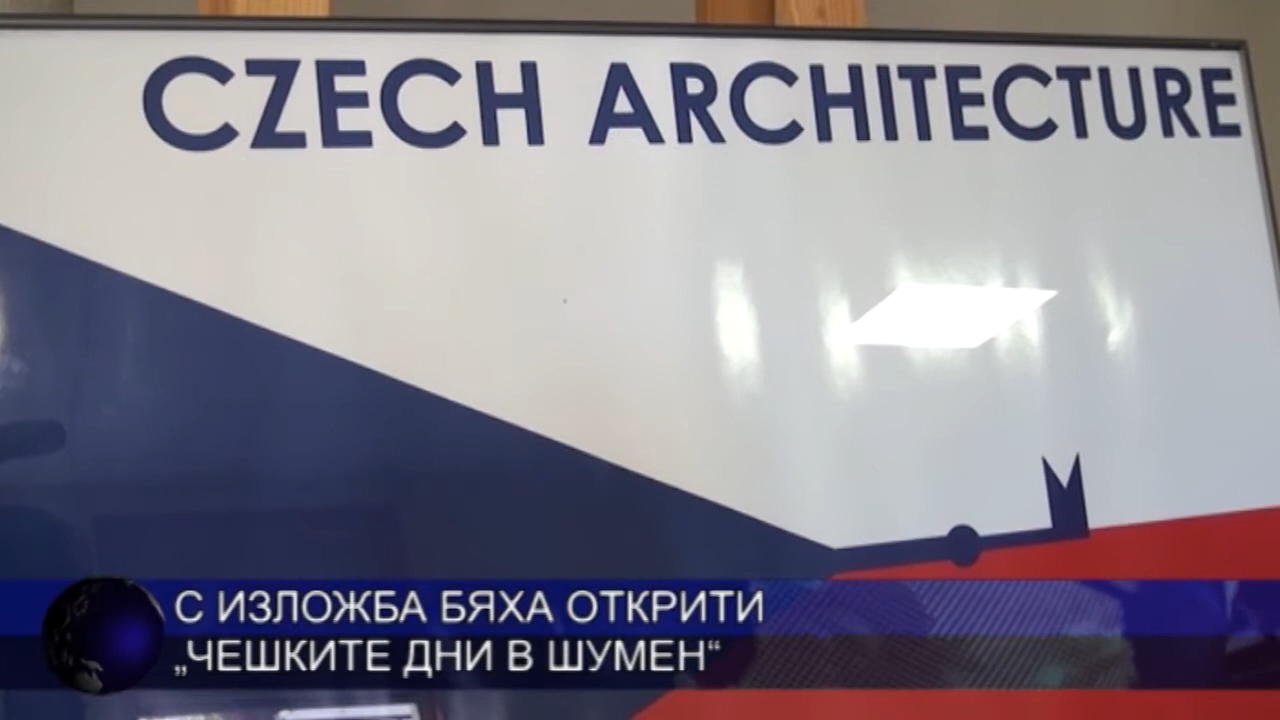 CZECH ARCHITECTURE
С ИЗЛОЖБА БЯХА ОТКРИТИ
„ЧЕШКИТЕ ДНИ В ШУМЕН“